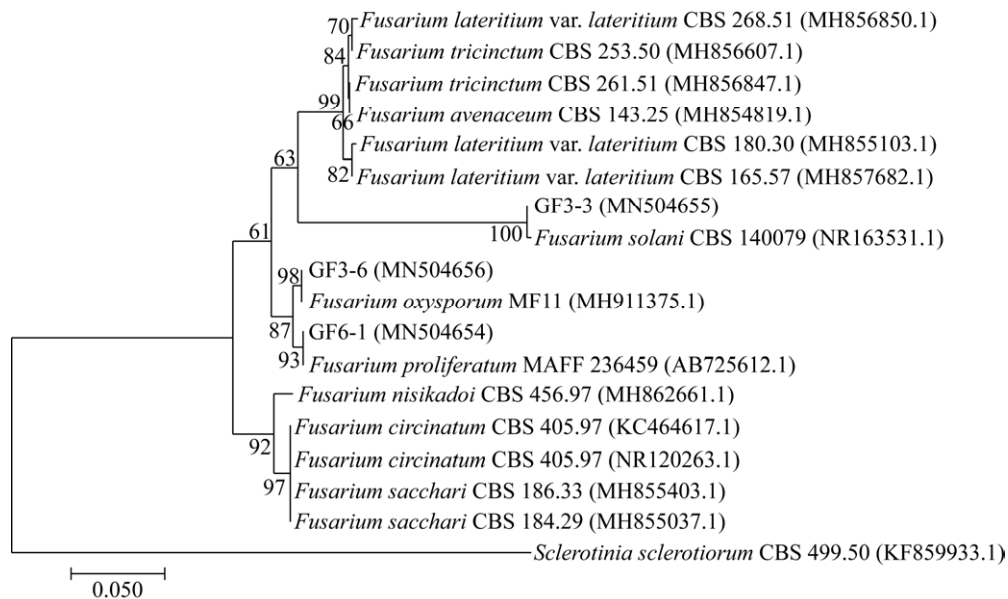 70
Fusarium lateritium var. lateritium CBS 268.51 (MH856850.1)
84
Fusarium tricinctum CBS 253.50 (MH856607.1)
Fusarium tricinctum CBS 261.51 (MH856847.1)
99
66
Fusarium avenaceum CBS 143.25 (MH854819.1)
Fusarium lateritium var. lateritium CBS 180.30 (MH855103.1)
63
82
Fusarium lateritium var. lateritium CBS 165.57 (MH857682.1)
GF3-3 (MN504655)
61
100
Fusarium solani CBS 140079 (NR163531.1)
98
GF3-6 (MN504656)
Fusarium oxysporum MF11 (MH911375.1)
87
GF6-1 (MN504654)
93
Fusarium proliferatum MAFF 236459 (AB725612.1)
Fusarium nisikadoi CBS 456.97 (MH862661.1)
92
Fusarium circinatum CBS 405.97 (KC464617.1)
Fusarium circinatum CBS 405.97 (NR120263.1)
97
Fusarium sacchari CBS 186.33 (MH855403.1)
Fusarium sacchari CBS 184.29 (MH855037.1)
Sclerotinia sclerotiorum CBS 499.50 (KF859933.1)
0.050